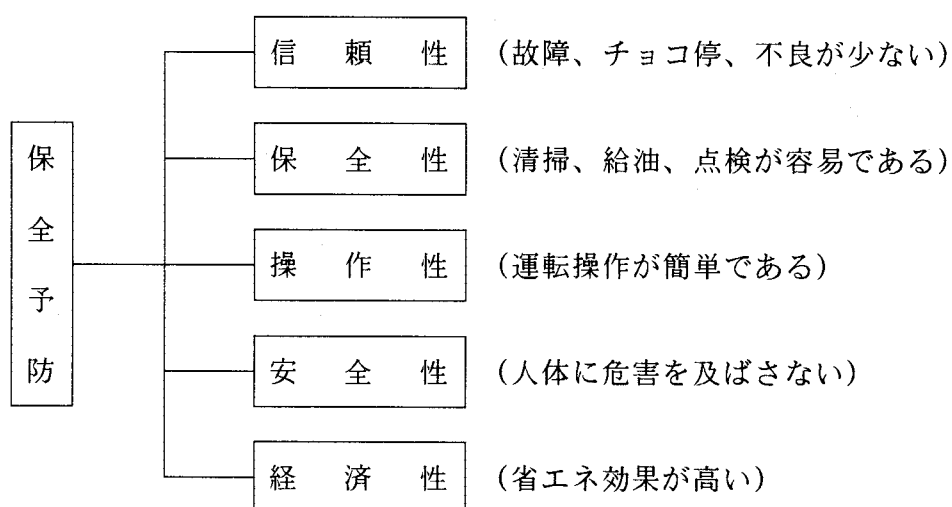 保全予防
信頼性 (故障、チョコ停、不良が少ない)
保全性 (清掃、給油、点検が容易である)
操作性 (運転操作が簡単である)
安全性 (人体に危害を及ばさない)
経済性 (省エネ効果が高い)